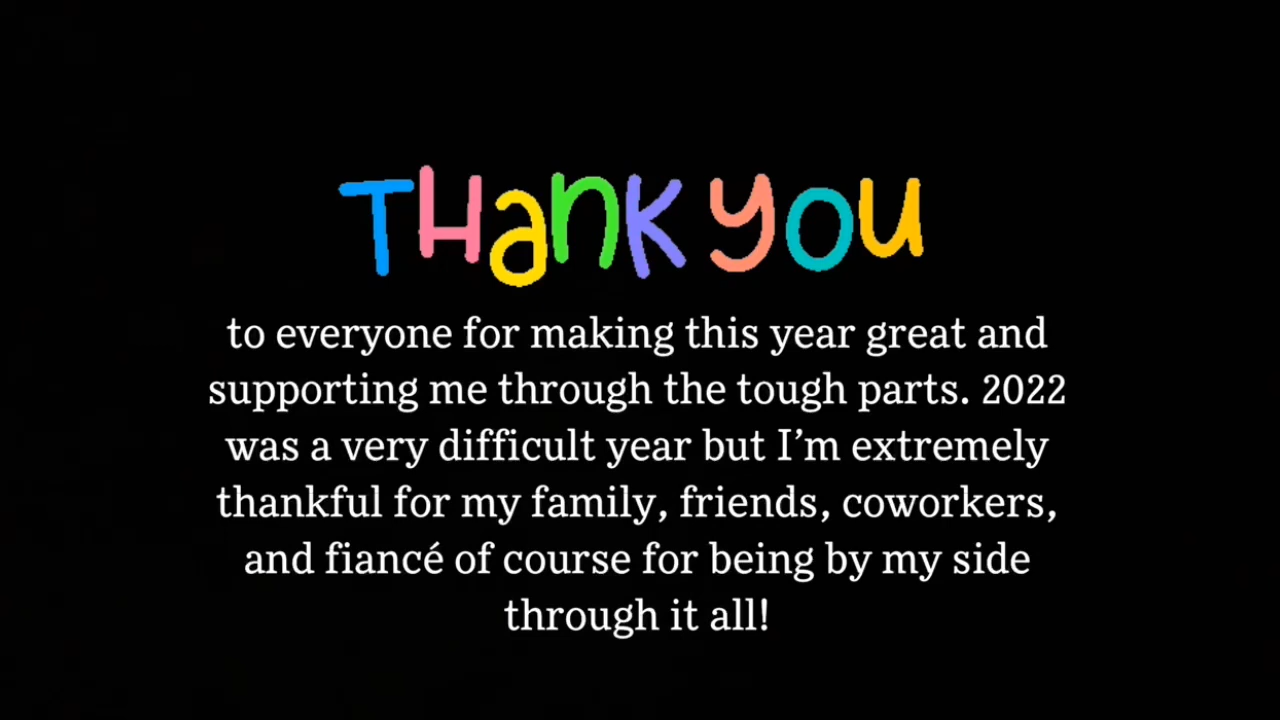 THanK you
to everyone for making this year great and
supporting me through the tough parts. 2022
was a very difficult year but I’m extremely
thankful for my family, friends, coworkers,
and fiancé of course for being by my side
through it all!